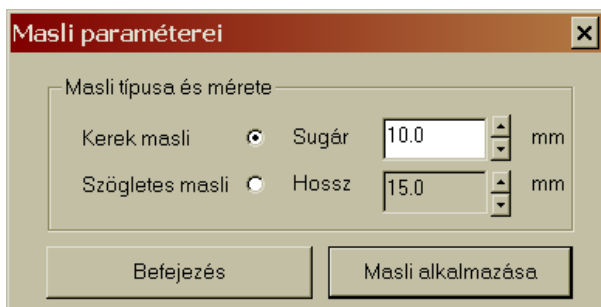 Masli paraméterei
Masli típusa és mérete
Kerek masli Sugár 10.0 mm
Szögletes masli Hossz 15.0 mm
Befejezés Masli alkalmazása